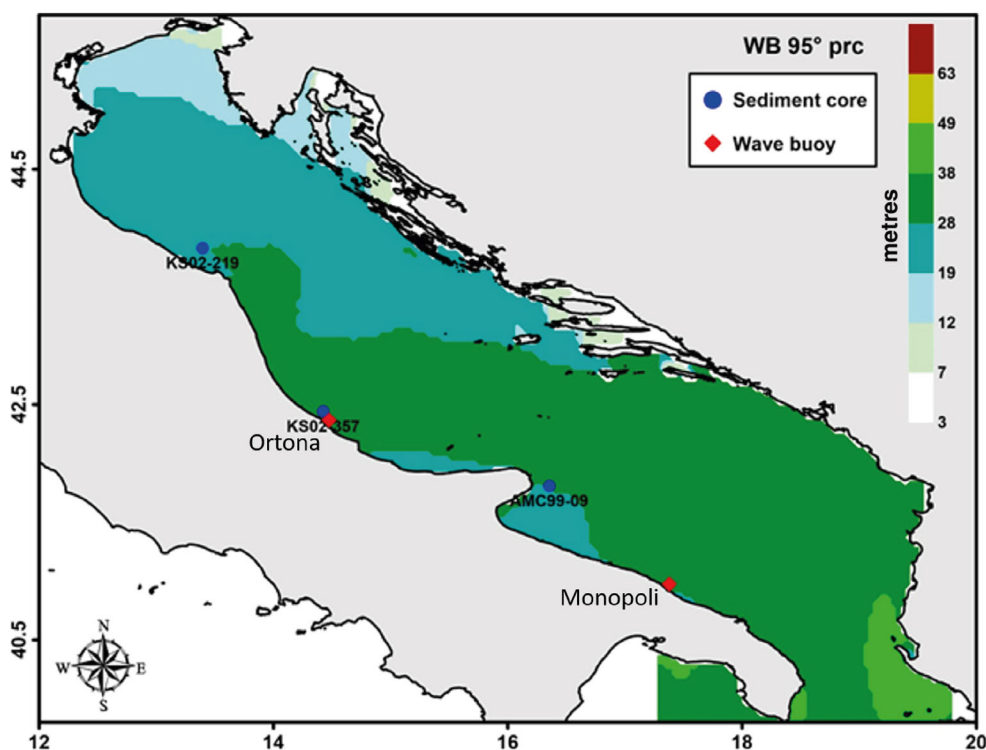 WB 95° prc
Sediment core
Wave buoy
metres
63
49
38
28
19
12
7
3
44.5
42.5
40.5
KS02-219
KS02-357
Ortona
AMC99-09
Monopoli
N
W
E
S
12
14
16
18
20